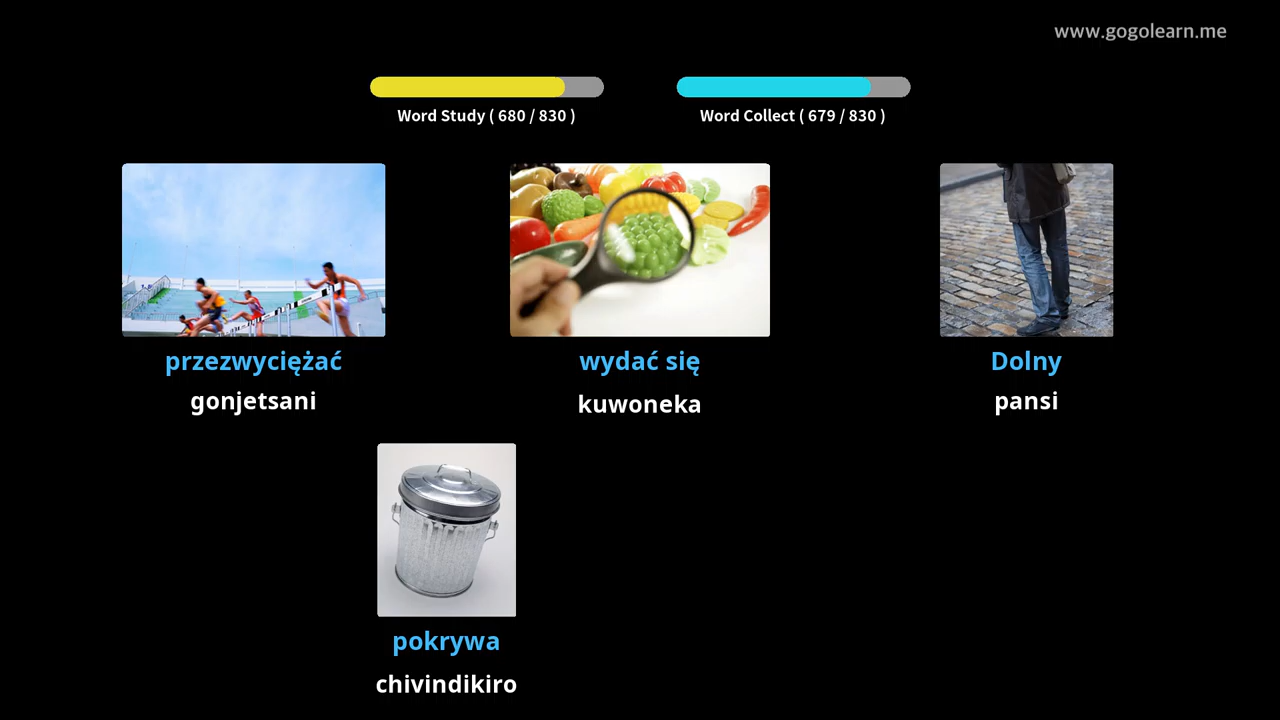 www.gogolearn.me
Word Study ( 680 / 830 )
Word Collect ( 679 / 830 )
przezwyciężać
gonjetsani
wydać się
kuwoneka
Dolny
pansi
pokrywa
chivindikiro